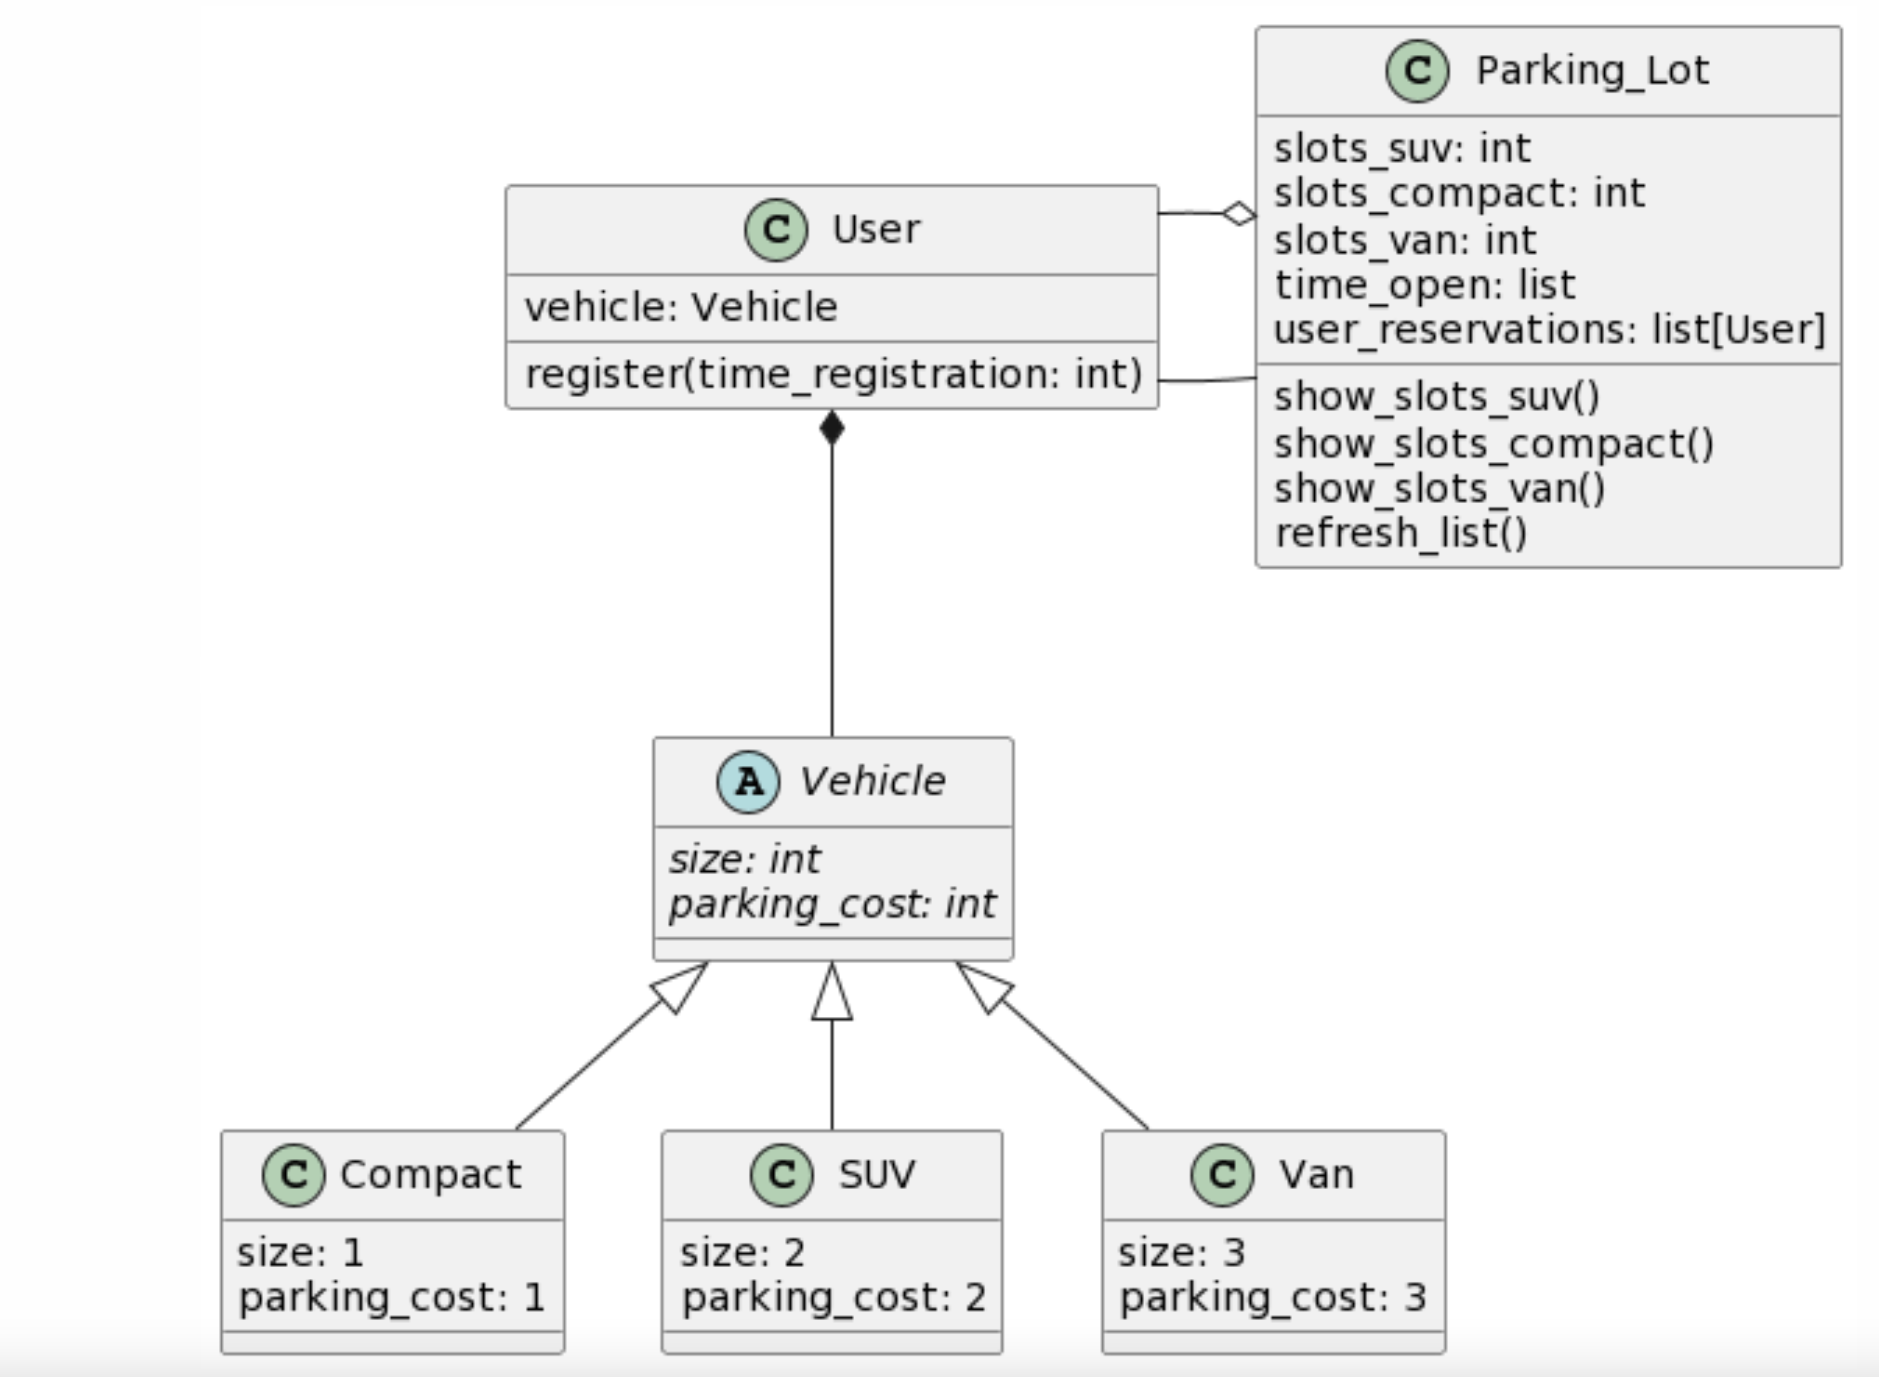 C Parking_Lot
slots_suv: int
slots_compact: int
slots_van: int
time_open: list
user_reservations: list[User]
show_slots_suv()
show_slots_compact()
show_slots_van()
refresh_list()
C User
vehicle: Vehicle
register(time_registration: int)
A Vehicle
size: int
parking_cost: int
C Compact
size: 1
parking_cost: 1
C SUV
size: 2
parking_cost: 2
C Van
size: 3
parking_cost: 3